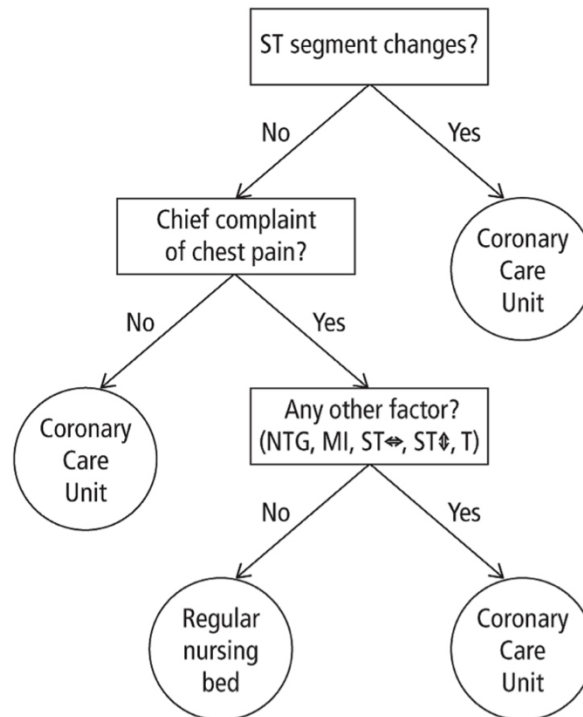 ST segment changes?
No
Yes
Chief complaint
of chest pain?
Coronary
Care
Unit
No
Yes
Coronary
Care
Unit
Any other factor?
(NTG, MI, ST⇔, ST⇕, T)
No
Yes
Regular
nursing
bed
Coronary
Care
Unit